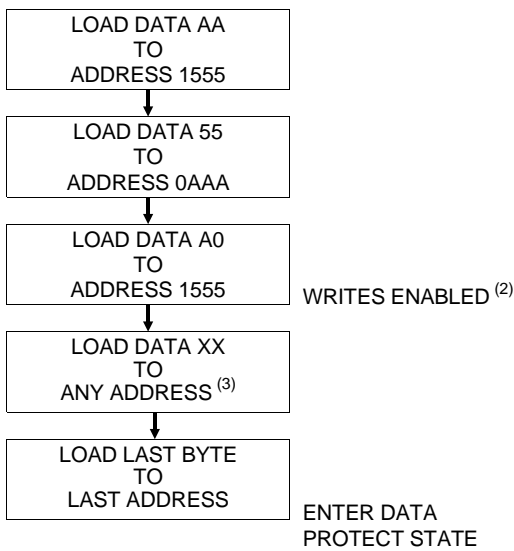 LOAD DATA AA
TO
ADDRESS 1555
LOAD DATA 55
TO
ADDRESS 0AAA
LOAD DATA A0
TO
ADDRESS 1555
WRITES ENABLED (2)
LOAD DATA XX
TO
ANY ADDRESS (3)
LOAD LAST BYTE
TO
LAST ADDRESS
ENTER DATA
PROTECT STATE